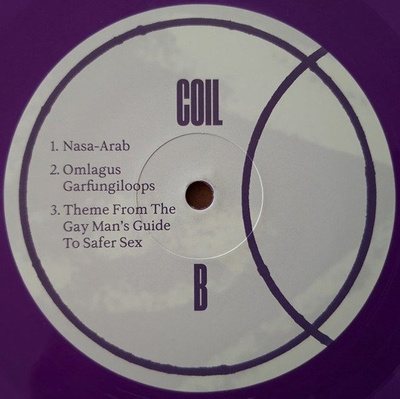 COIL
1. Nasa-Arab
2. Omlagus
Garfungiloops
3. Theme From The
Gay Man's Guide
To Safer Sex
B